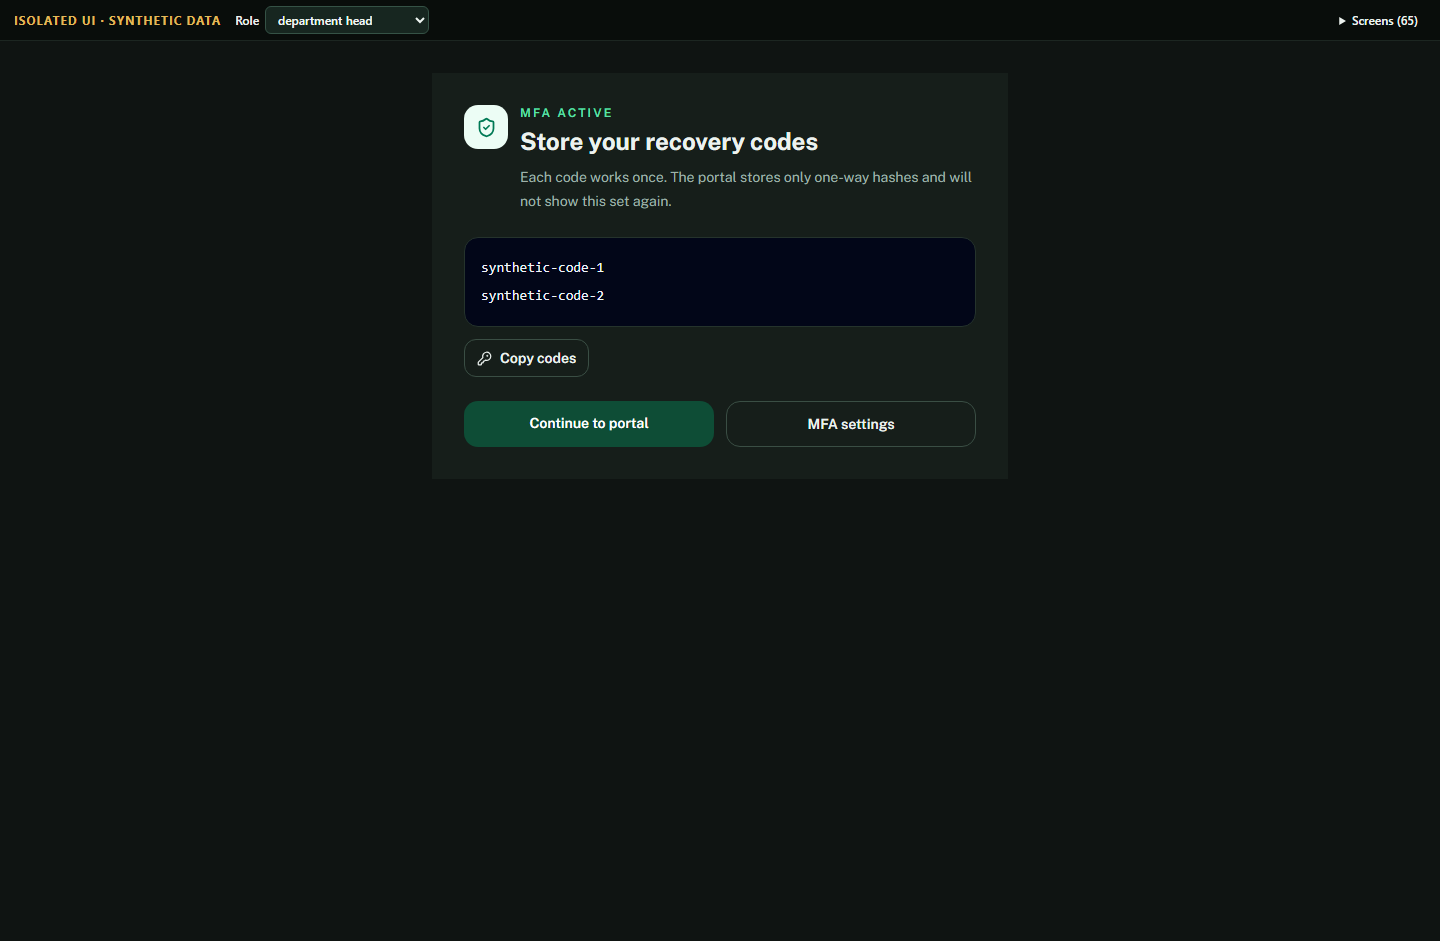 ISOLATED UI · SYNTHETIC DATA Role department head Screens (65)
MFA ACTIVE
Store your recovery codes
Each code works once. The portal stores only one-way hashes and will
not show this set again.
synthetic-code-1
synthetic-code-2
Copy codes
Continue to portal MFA settings